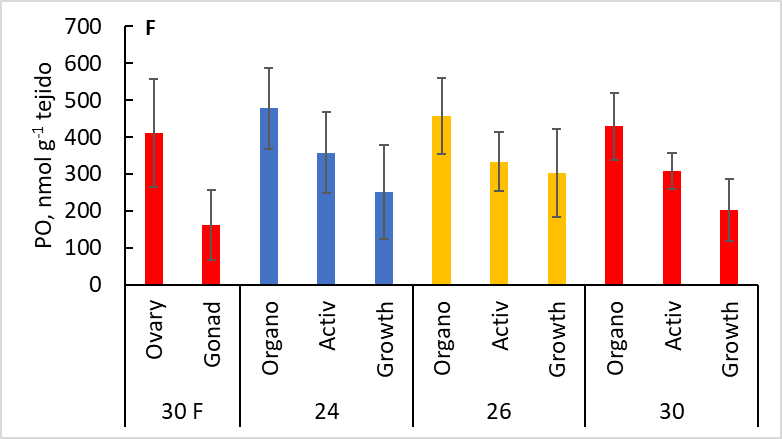 F
PO, nmol g⁻¹ tejido
700
600
500
400
300
200
100
0
Ovary
Gonad
Organo
Activ
Growth
Organo
Activ
Growth
Organo
Activ
Growth
30 F
24
26
30